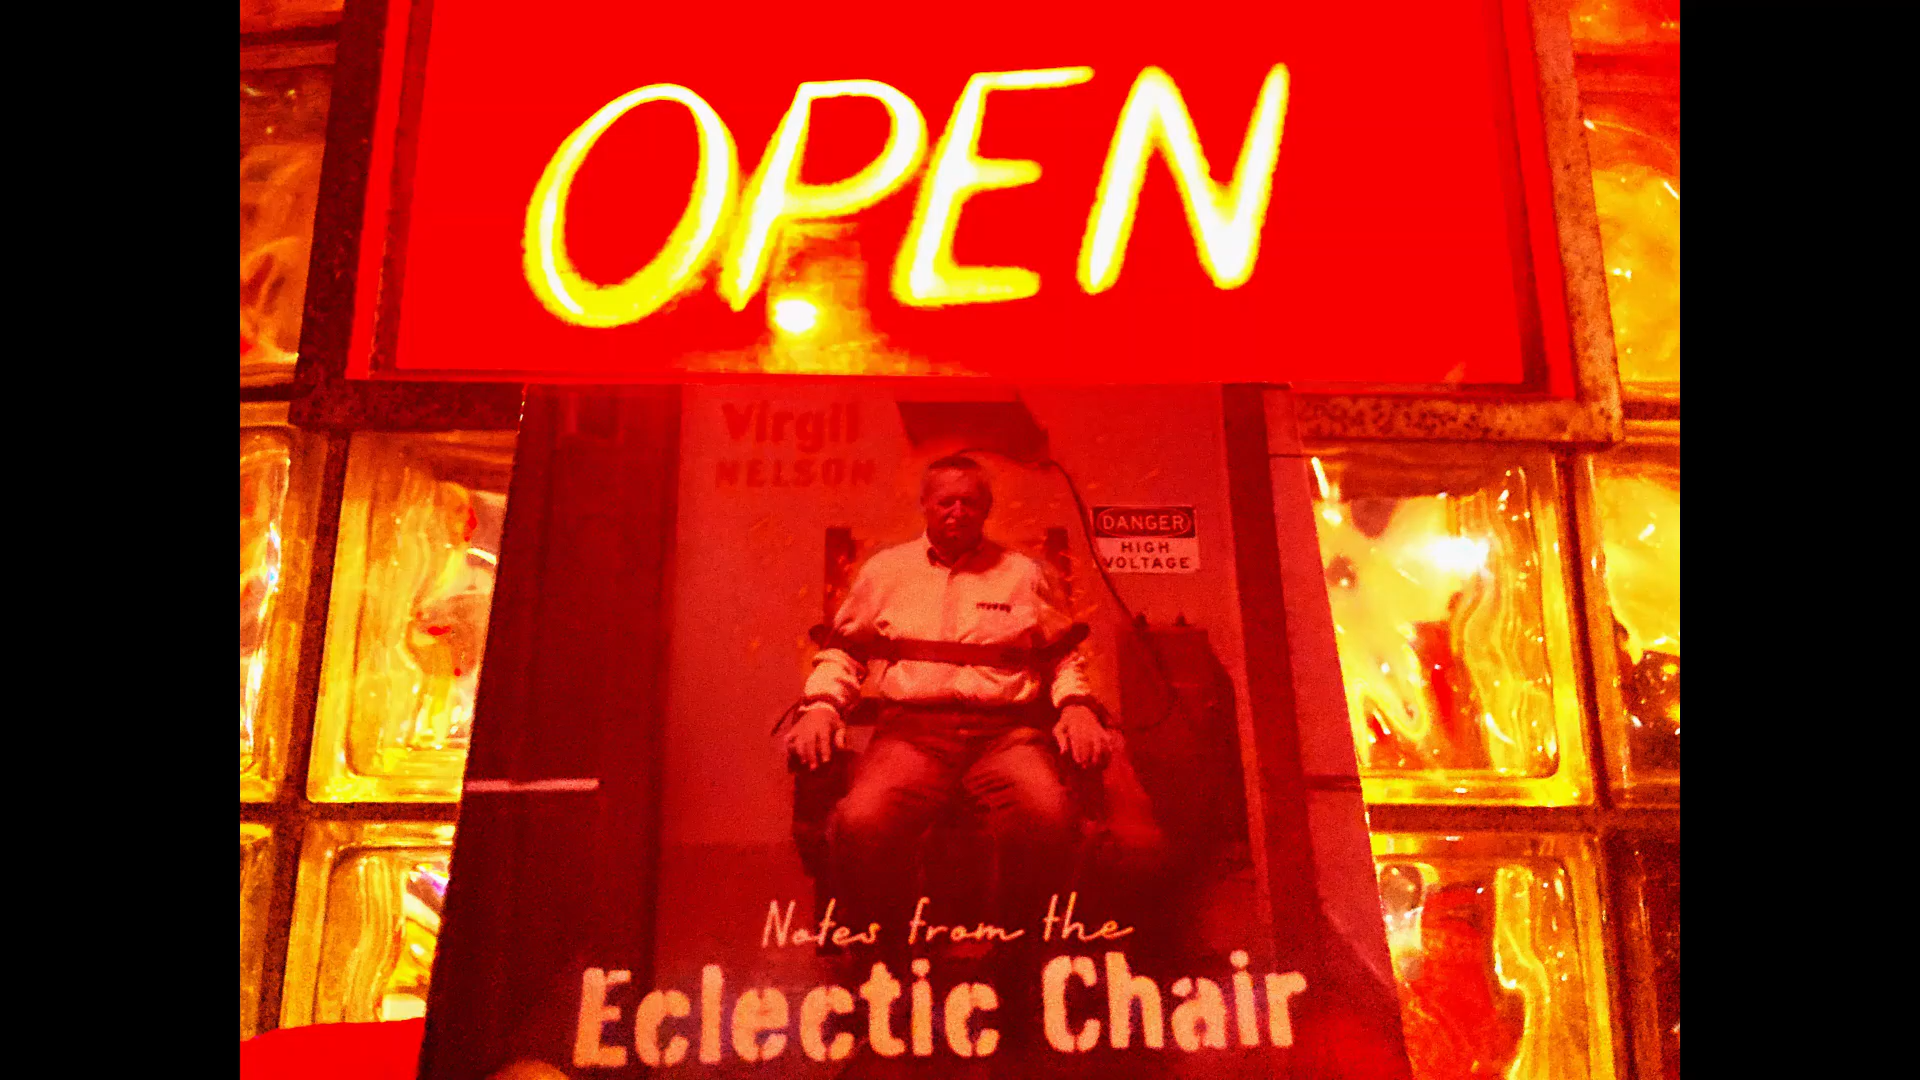 OPEN
Virgil
NELSON
DANGER
HIGH
VOLTAGE
Notes from the
Eclectic Chair